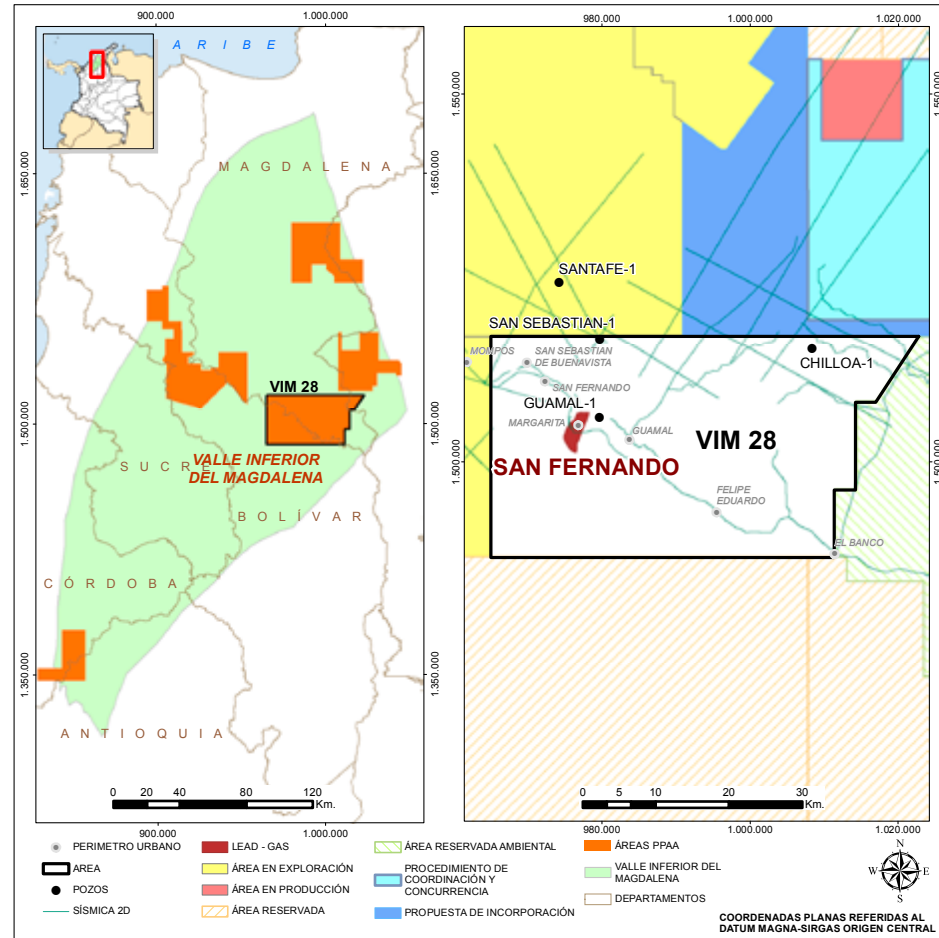 900.000
1.000.000
A R I B E
M A G D A L E N A
1.650.000
1.650.000
VIM 28
1.500.000
1.500.000
VALLE INFERIOR
DEL MAGDALENA
S U C R E
B O L Í V A R
C Ó R D O B A
1.350.000
1.350.000
A N T I O Q U I A
0 20 40 80 120
Km.
900.000
1.000.000
980.000
1.000.000
1.020.000
1.550.000
1.550.000
SANTAFE-1
SAN SEBASTIAN-1
MOMPOS
SAN SEBASTIAN
DE BUENAVISTA
CHILLOA-1
SAN FERNANDO
GUAMAL-1
MARGARITA
GUAMAL
VIM 28
1.500.000
1.500.000
SAN FERNANDO
FELIPE
EDUARDO
EL BANCO
0 5 10 20 30
Km.
980.000
1.000.000
1.020.000
PERIMETRO URBANO
AREA
POZOS
SÍSMICA 2D
LEAD - GAS
ÁREA EN EXPLORACIÓN
ÁREA EN PRODUCCIÓN
ÁREA RESERVADA
ÁREA RESERVADA AMBIENTAL
PROCEDIMIENTO DE
COORDINACIÓN Y
CONCURRENCIA
PROPUESTA DE INCORPORACIÓN
ÁREAS PPAA
VALLE INFERIOR DEL
MAGDALENA
DEPARTAMENTOS
N
W E
S
COORDENADAS PLANAS REFERIDAS AL
DATUM MAGNA-SIRGAS ORIGEN CENTRAL